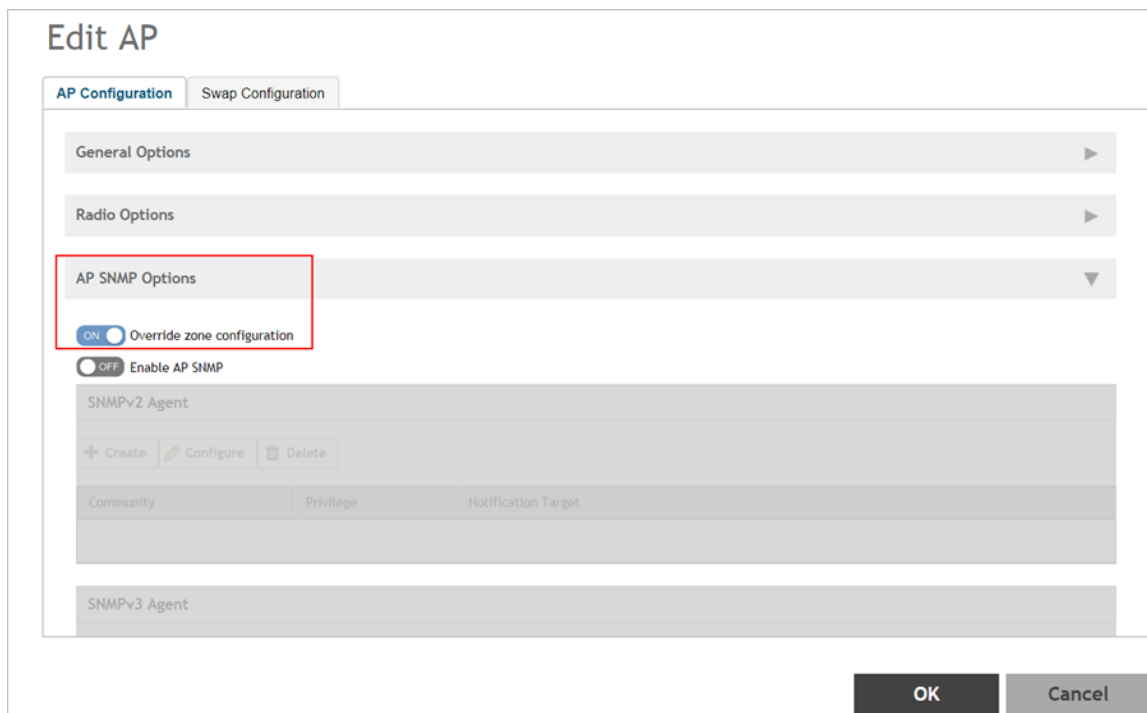 Edit AP
AP Configuration Swap Configuration
General Options
Radio Options
AP SNMP Options
ON Override zone configuration
OFF Enable AP SNMP
SNMPv2 Agent
Create Configure Delete
Community Privilege Notification Target
SNMPv3 Agent
OK Cancel